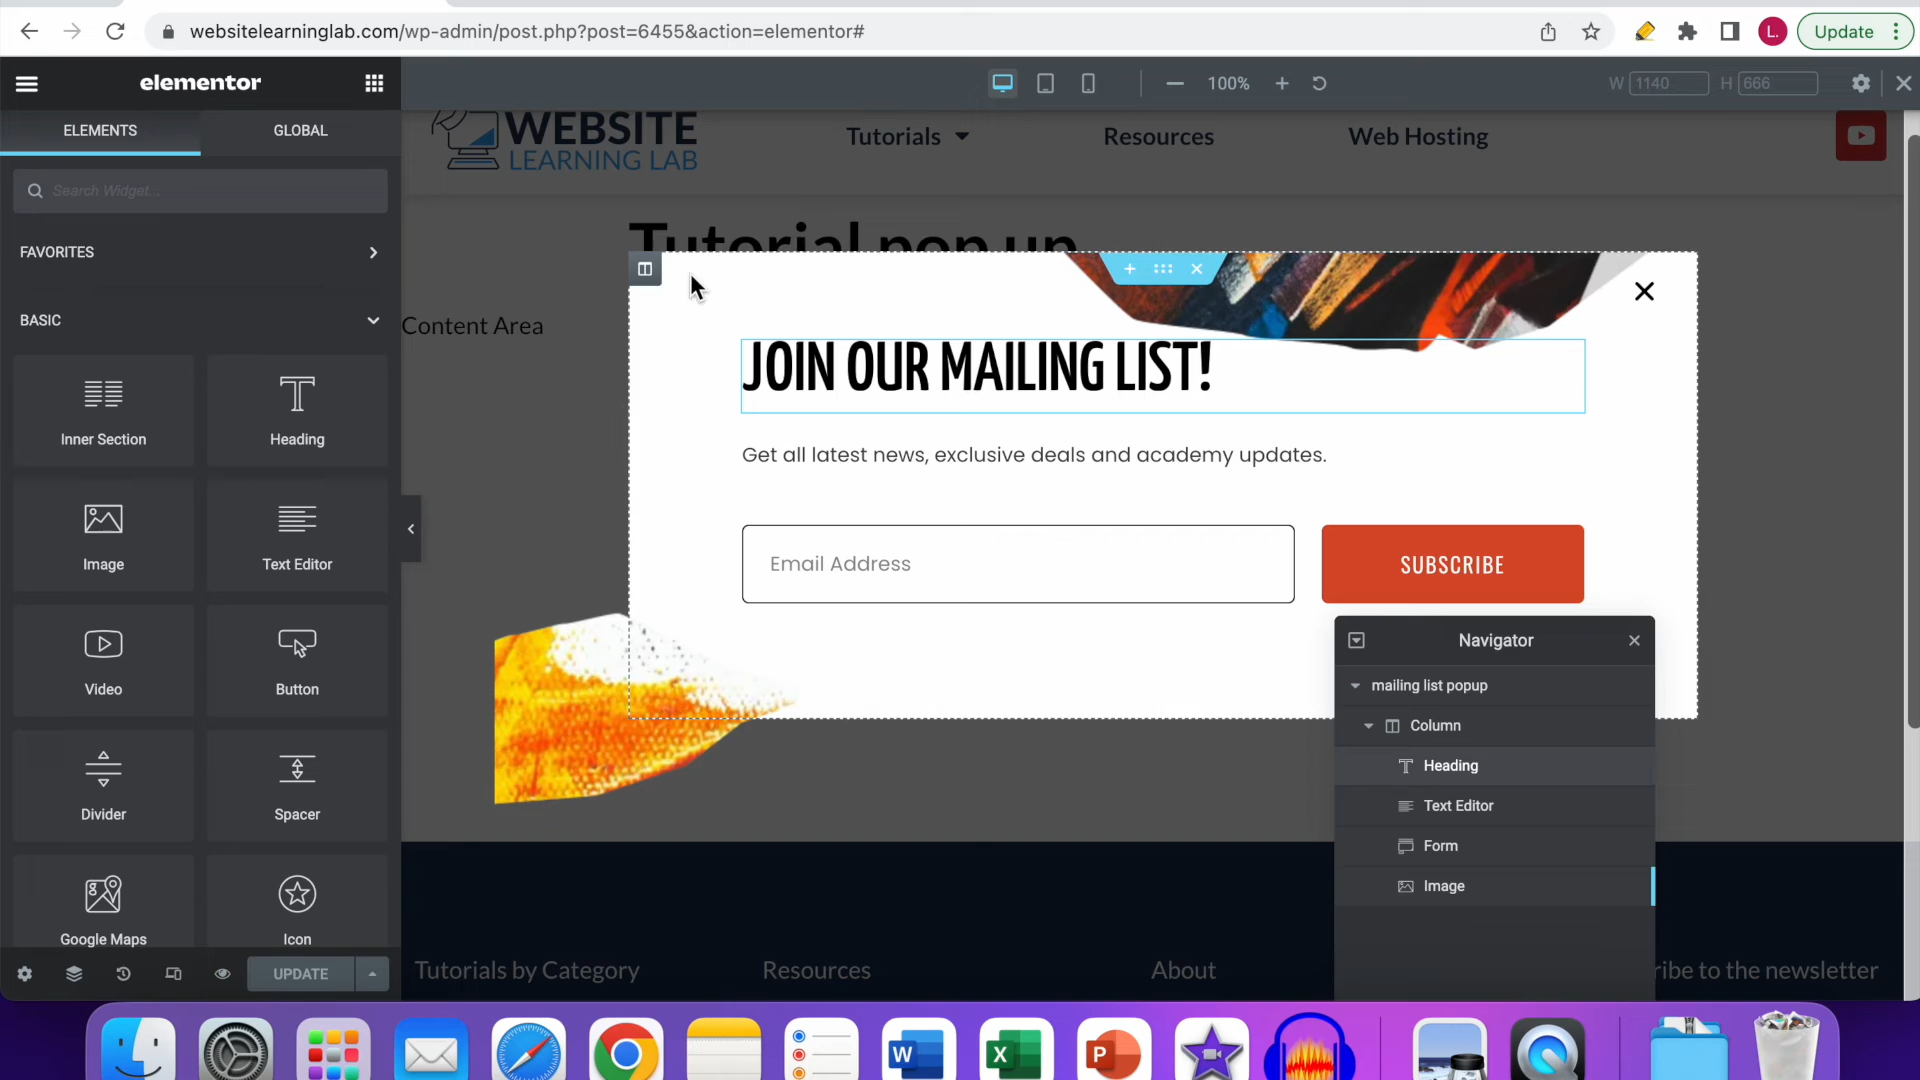 websitelearninglab.com/wp-admin/post.php?post=6455&action=elementor#
L.
Update
elementor
100%
W 1140 H 666
ELEMENTS
GLOBAL
Search Widget...
FAVORITES
BASIC
Inner Section
Heading
Image
Text Editor
Video
Button
Divider
Spacer
Google Maps
Icon
UPDATE
WEBSITE
LEARNING LAB
Tutorials
Resources
Web Hosting
Tutorial pop up
Content Area
JOIN OUR MAILING LIST!
Get all latest news, exclusive deals and academy updates.
Email Address
SUBSCRIBE
Navigator
mailing list popup
Column
Heading
Text Editor
Form
Image
Tutorials by Category
Resources
About
ribe to the newsletter
W
X
P